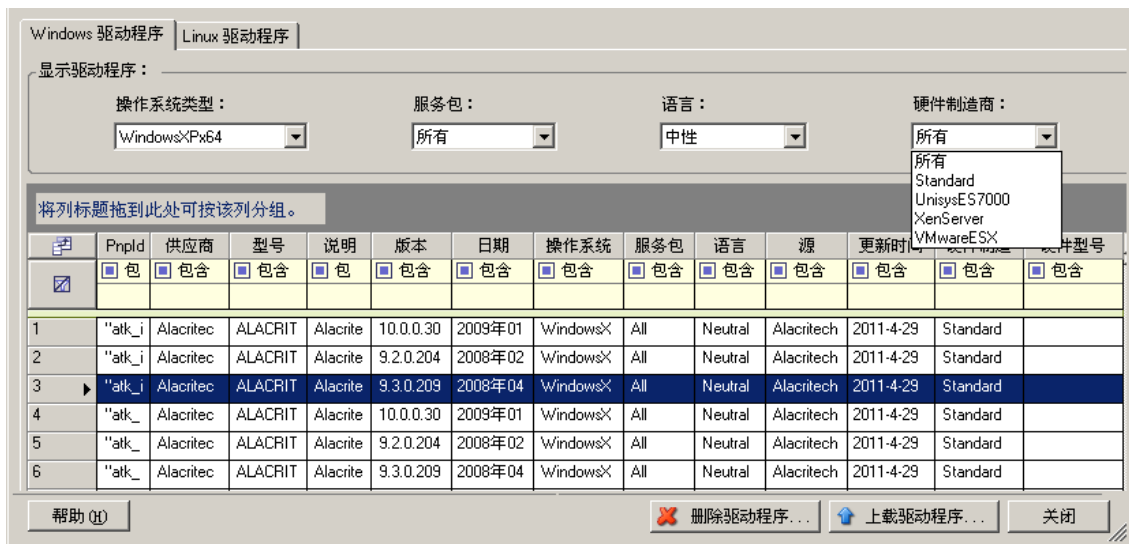 Windows 驱动程序 Linux 驱动程序
显示驱动程序：
操作系统类型： 服务包： 语言： 硬件制造商：
WindowsXPx64 所有 中性 所有
所有
Standard
UnisysES7000
XenServer
VMwareESX
将列标题拖到此处可按该列分组。
PnpId 供应商 型号 说明 版本 日期 操作系统 服务包 语言 源 更新时间 硬件型号
包 包含 包含 包 包含 包含 包含 包含 包含 包含 包含 包含 包含
1 "atk_i Alacritec ALACRIT Alacrite 10.0.0.30 2009年01 WindowsX All Neutral Alacritech 2011-4-29 Standard
2 "atk_i Alacritec ALACRIT Alacrite 9.2.0.204 2008年02 WindowsX All Neutral Alacritech 2011-4-29 Standard
3 "atk_i Alacritec ALACRIT Alacrite 9.3.0.209 2008年04 WindowsX All Neutral Alacritech 2011-4-29 Standard
4 "atk_ Alacritec ALACRIT Alacrite 10.0.0.30 2009年01 WindowsX All Neutral Alacritech 2011-4-29 Standard
5 "atk_ Alacritec ALACRIT Alacrite 9.2.0.204 2008年02 WindowsX All Neutral Alacritech 2011-4-29 Standard
6 "atk_ Alacritec ALACRIT Alacrite 9.3.0.209 2008年04 WindowsX All Neutral Alacritech 2011-4-29 Standard
帮助(H) 删除驱动程序... 上载驱动程序... 关闭